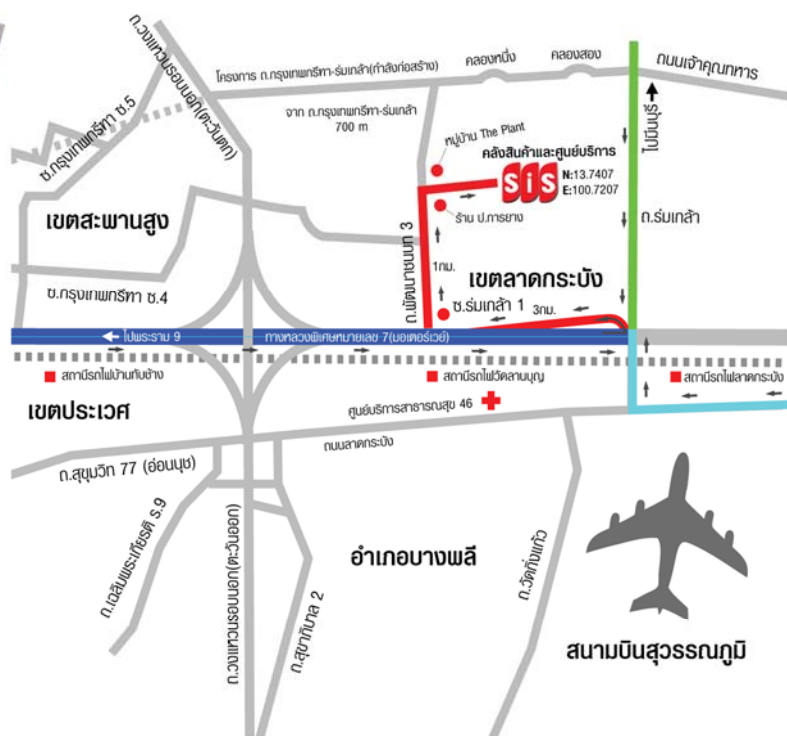 ถ.วงแหวนรอบนอก(ตะวันตก)
โครงการ ถ.กรุงเทพกรีฑา-ร่มเกล้า(กำลังก่อสร้าง)
คลองหนึ่ง
คลองสอง
ถนนเจ้าคุณทหาร
ซ.กรุงเทพกรีฑา ซ.5
จาก ถ.กรุงเทพกรีฑา-ร่มเกล้า
700 m
ไปมีนบุรี
หมู่บ้าน The Plant
คลังสินค้าและศูนย์บริการ
SiS
N:13.7407
E:100.7207
ร้าน ป.การยาง
เขตสะพานสูง
ถ.ร่มเกล้า
ถ.พัฒนาชนบท 3
1กม.
เขตลาดกระบัง
ซ.กรุงเทพกรีฑา ซ.4
ซ.ร่มเกล้า 1
3กม.
ไปพระราม 9
ทางหลวงพิเศษหมายเลข 7(มอเตอร์เวย์)
สถานีรถไฟบ้านทับช้าง
สถานีรถไฟวัดลานบุญ
สถานีรถไฟลาดกระบัง
เขตประเวศ
ศูนย์บริการสาธารณสุข 46
ถนนลาดกระบัง
ถ.สุขุมวิท 77 (อ่อนนุช)
ถ.เฉลิมพระเกียรติ ร.9
ถ.วงแหวนรอบนอก(ตะวันออก)
ถ.สุขาภิบาล 2
อำเภอบางพลี
ถ.วัดกิ่งแก้ว
สนามบินสุวรรณภูมิ